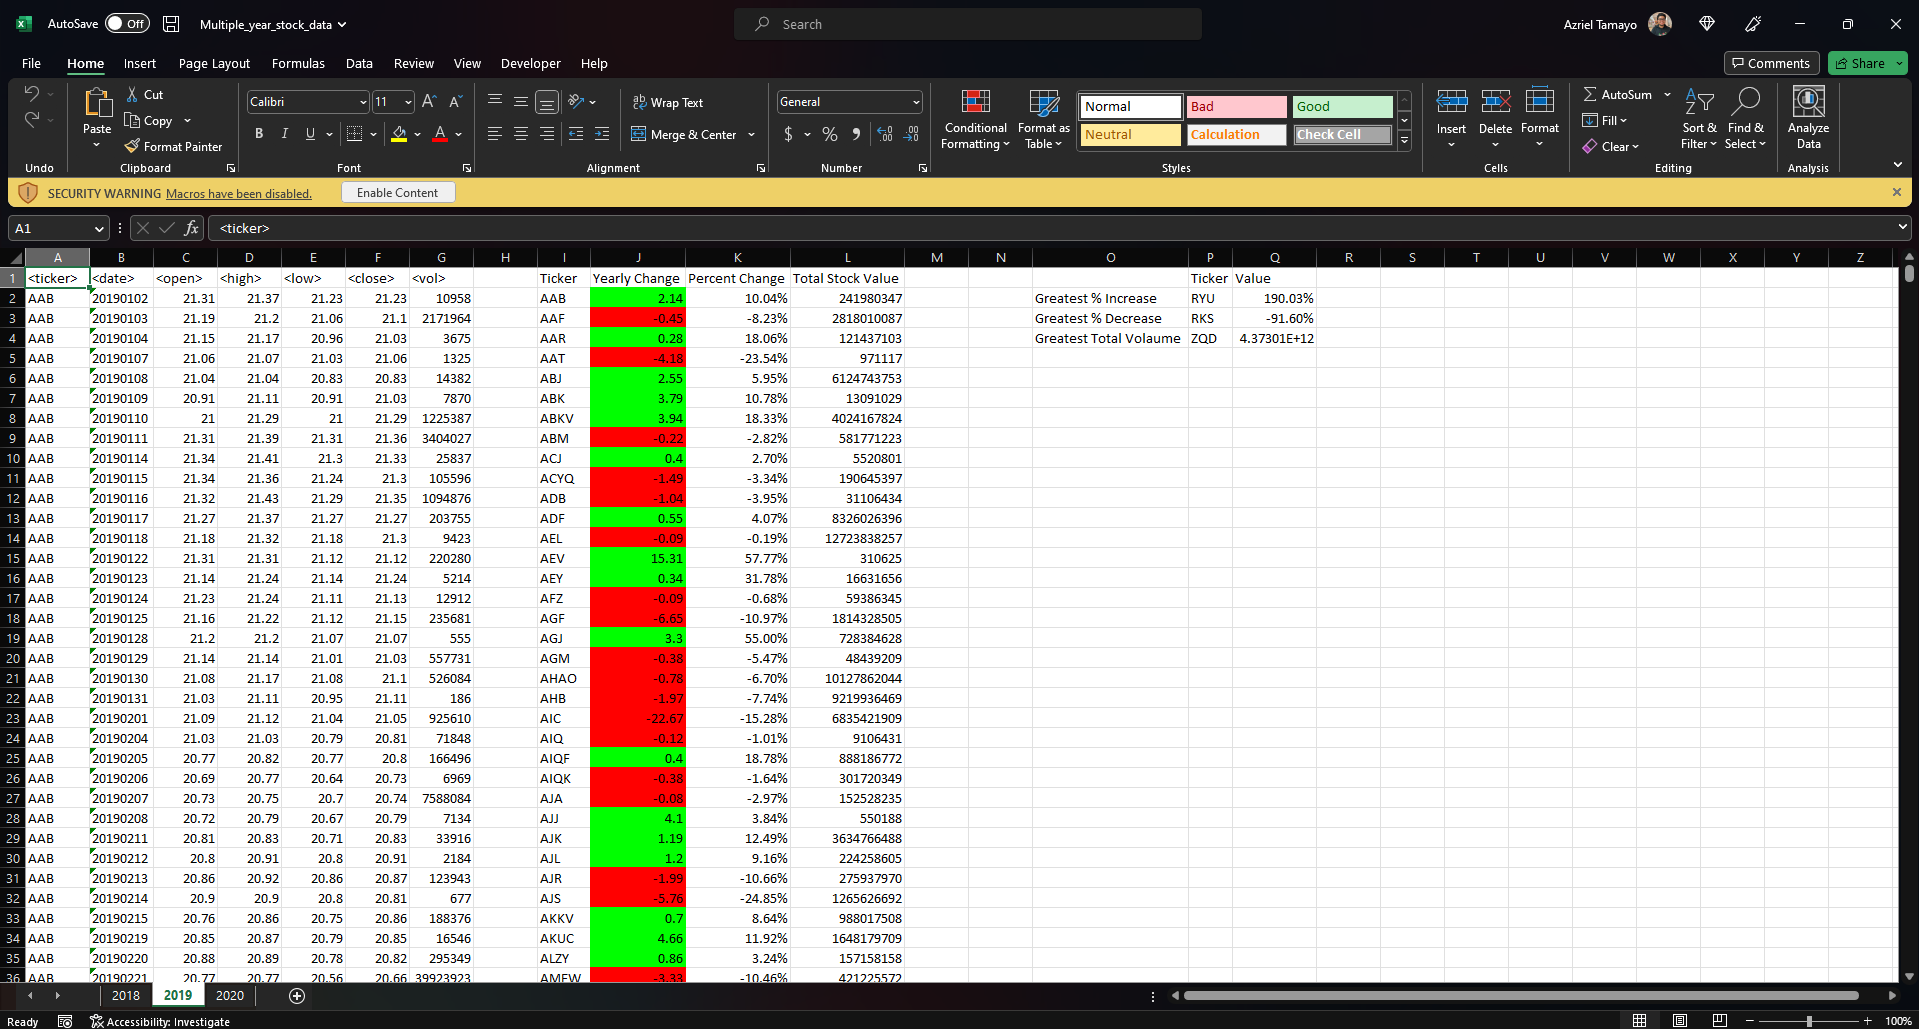 AutoSave Off Multiple_year_stock_data Search Azriel Tamayo
File Home Insert Page Layout Formulas Data Review View Developer Help Comments Share
Paste Cut Copy Format Painter
Calibri 11 B I U A A A
Wrap Text Merge & Center
General $ % 9
Conditional Formatting Format as Table
Normal Bad Good
Neutral Calculation Check Cell
Insert Delete Format
AutoSum Fill Clear Sort & Filter Find & Select
Analyze Data
Undo Clipboard Font Alignment Number Styles Cells Editing Analysis
SECURITY WARNING Macros have been disabled. Enable Content
A1 fx <ticker>
A B C D E F G H I J K L M N O P Q R S T U V W X Y Z
1 <ticker> <date> <open> <high> <low> <close> <vol> Ticker Yearly Change Percent Change Total Stock Value Ticker Value
2 AAB 20190102 21.31 21.37 21.23 21.23 10958 AAB 2.14 10.04% 241980347 Greatest % Increase RYU 190.03%
3 AAB 20190103 21.19 21.2 21.06 21.1 2171964 AAF -0.45 -8.23% 2818010087 Greatest % Decrease RKS -91.60%
4 AAB 20190104 21.15 21.17 20.96 21.03 3675 AAR 0.28 18.06% 121437103 Greatest Total Volaume ZQD 4.37301E+12
5 AAB 20190107 21.06 21.07 21.03 21.06 1325 AAT -4.18 -23.54% 971117
6 AAB 20190108 21.04 21.04 20.83 20.83 14382 ABJ 2.55 5.95% 6124743753
7 AAB 20190109 20.91 21.11 20.91 21.03 7870 ABK 3.79 10.78% 13091029
8 AAB 20190110 21 21.29 21 21.29 1225387 ABKV 3.94 18.33% 4024167824
9 AAB 20190111 21.31 21.39 21.31 21.36 3404027 ABM -0.22 -2.82% 581771223
10 AAB 20190114 21.34 21.41 21.3 21.33 25837 ACJ 0.4 2.70% 5520801
11 AAB 20190115 21.34 21.36 21.24 21.3 105596 ACYQ -1.49 -3.34% 190645397
12 AAB 20190116 21.32 21.43 21.29 21.35 1094876 ADB -1.04 -3.95% 31106434
13 AAB 20190117 21.27 21.37 21.27 21.27 203755 ADF 0.55 4.07% 8326026396
14 AAB 20190118 21.18 21.32 21.18 21.3 9423 AEL -0.09 -0.19% 12723838257
15 AAB 20190122 21.31 21.31 21.12 21.12 220280 AEV 15.31 57.77% 310625
16 AAB 20190123 21.14 21.24 21.14 21.24 5214 AEY 0.34 31.78% 16631656
17 AAB 20190124 21.23 21.24 21.11 21.13 12912 AFZ -0.09 -0.68% 59386345
18 AAB 20190125 21.16 21.22 21.12 21.15 235681 AGF -6.65 -10.97% 1814328505
19 AAB 20190128 21.2 21.2 21.07 21.07 555 AGJ 3.3 55.00% 728384628
20 AAB 20190129 21.14 21.14 21.01 21.03 557731 AGM -0.38 -5.47% 48439209
21 AAB 20190130 21.08 21.17 21.08 21.1 526084 AHAO -0.78 -6.70% 10127862044
22 AAB 20190131 21.03 21.11 20.95 21.11 186 AHB -1.97 -7.74% 9219936469
23 AAB 20190201 21.09 21.12 21.04 21.05 925610 AIC -22.67 -15.28% 6835421909
24 AAB 20190204 21.03 21.03 20.79 20.81 71848 AIQ -0.12 -1.01% 9106431
25 AAB 20190205 20.77 20.82 20.77 20.8 166496 AIQF 0.4 18.78% 888186772
26 AAB 20190206 20.69 20.77 20.64 20.73 6969 AIQK -0.38 -1.64% 301720349
27 AAB 20190207 20.73 20.75 20.7 20.74 7588084 AJA -0.08 -2.97% 152528235
28 AAB 20190208 20.72 20.79 20.67 20.79 7134 AJJ 4.1 3.84% 550188
29 AAB 20190211 20.81 20.83 20.71 20.83 33916 AJK 1.19 12.49% 3634766488
30 AAB 20190212 20.8 20.91 20.8 20.91 2184 AJL 1.2 9.16% 224258605
31 AAB 20190213 20.86 20.92 20.86 20.87 123943 AJR -1.99 -10.66% 275937970
32 AAB 20190214 20.9 20.9 20.8 20.81 677 AJS -5.76 -24.85% 1265626692
33 AAB 20190215 20.76 20.86 20.75 20.86 188376 AKKV 0.7 8.64% 988017508
34 AAB 20190219 20.85 20.87 20.79 20.85 16546 AKUC 4.66 11.92% 1648179709
35 AAB 20190220 20.88 20.89 20.78 20.82 295349 ALZY 0.86 3.24% 157158158
36 AAB 20190221 20.77 20.77 20.56 20.66 39923923 AMEW -3.33 -10.46% 421225572
2018 2019 2020
Ready Accessibility: Investigate 100%